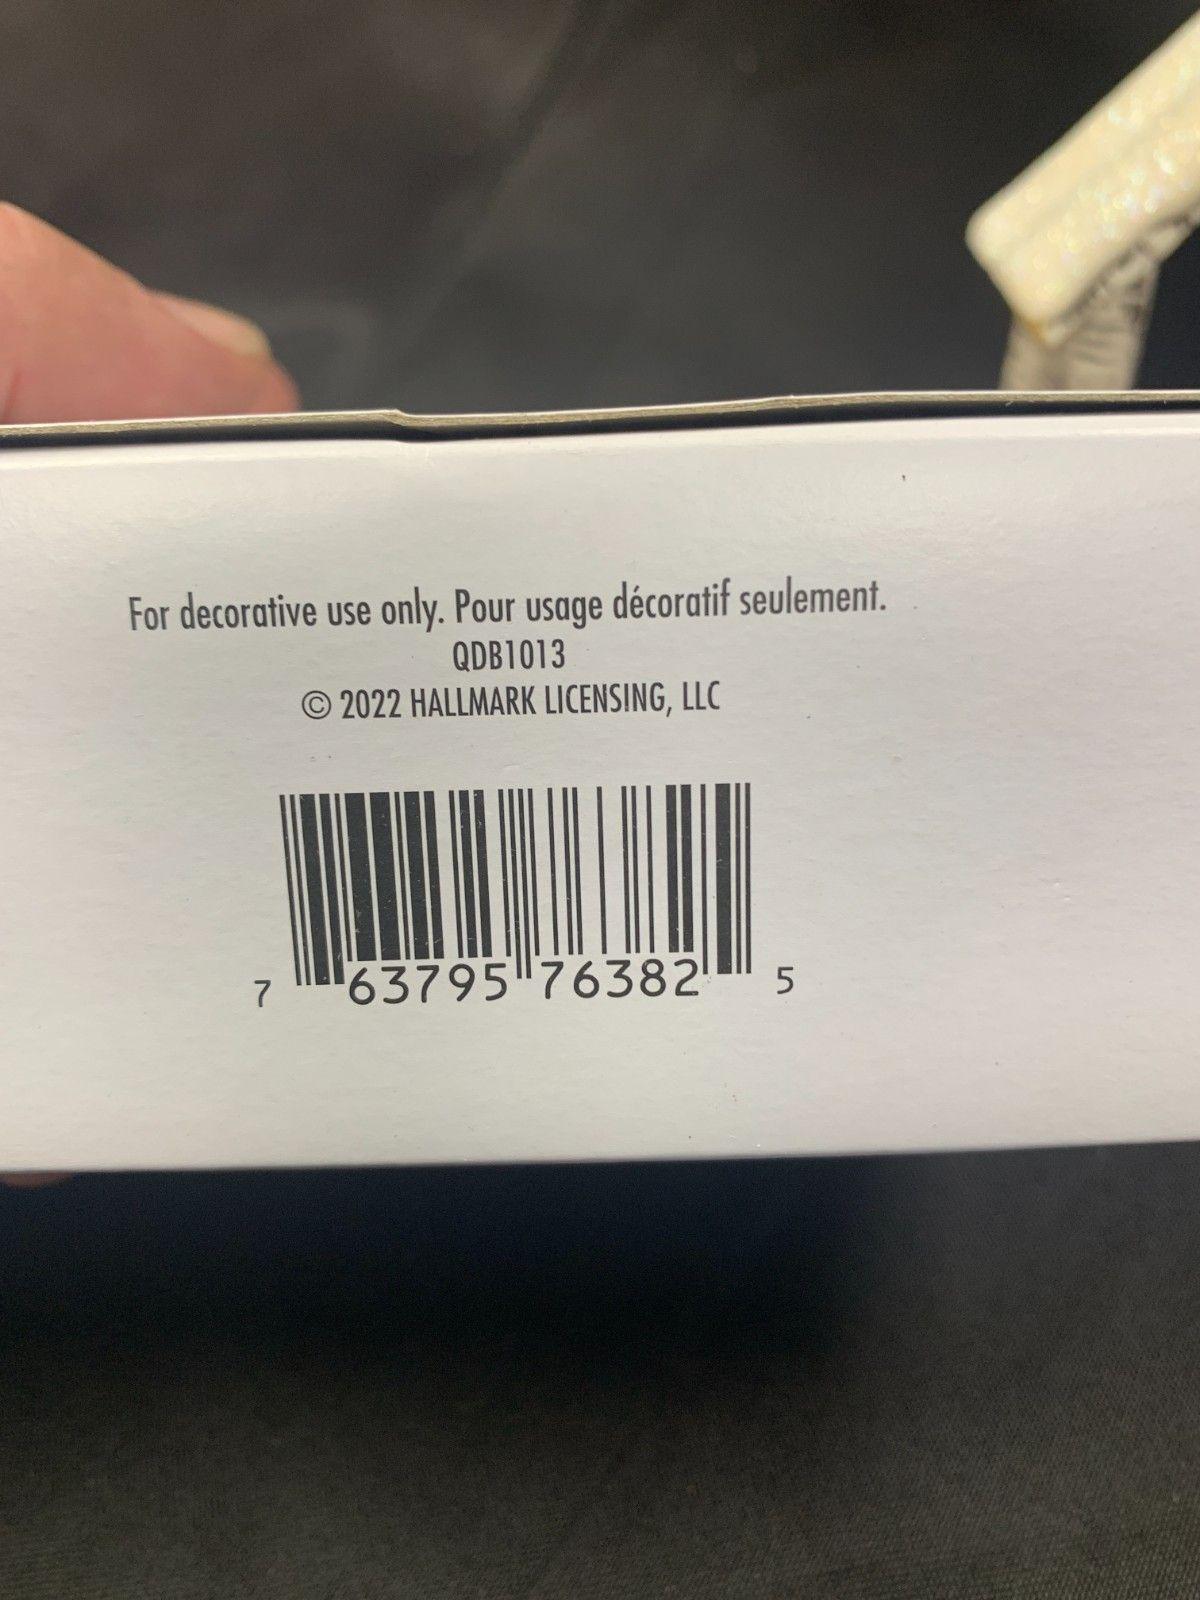 For decorative use only. Pour usage décoratif seulement.
QDB1013
© 2022 HALLMARK LICENSING, LLC
7 63795 76382 5